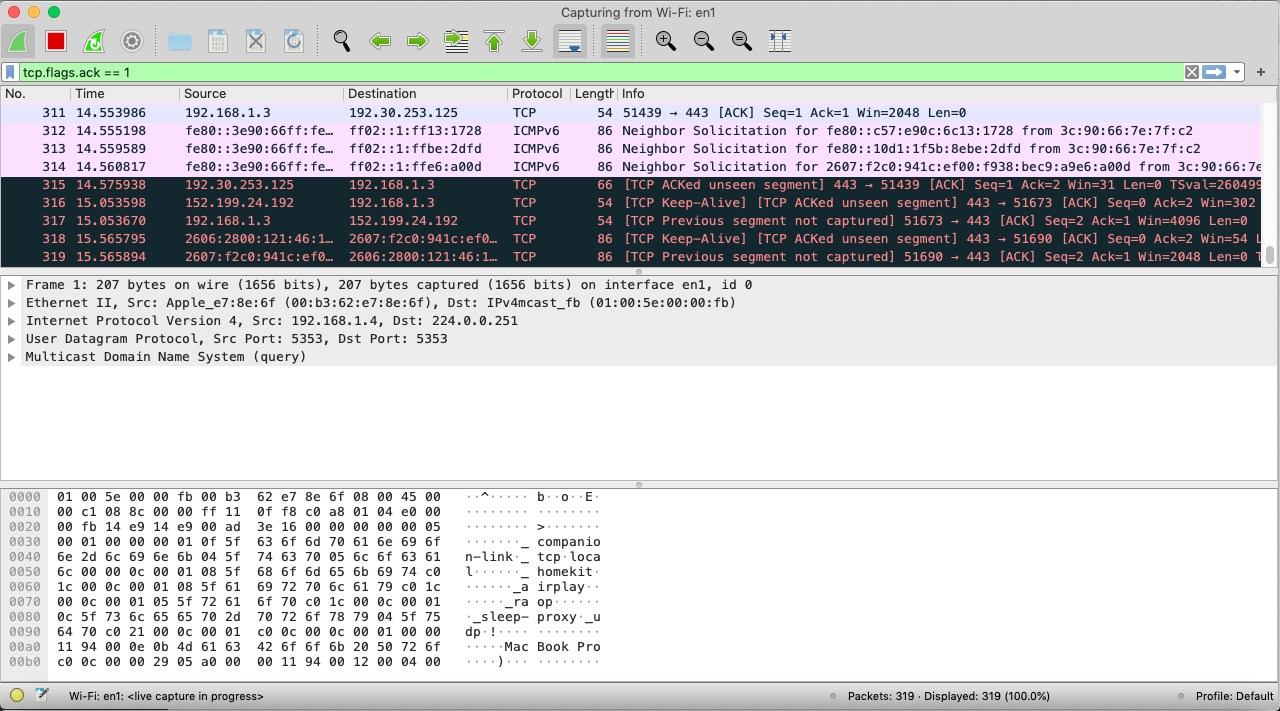 Capturing from Wi-Fi: en1
tcp.flags.ack == 1
No. Time Source Destination Protocol Length Info
311 14.553986 192.168.1.3 192.30.253.125 TCP 54 51439 → 443 [ACK] Seq=1 Ack=1 Win=2048 Len=0
312 14.555198 fe80::3e90:66ff:fe… ff02::1:ff13:1728 ICMPv6 86 Neighbor Solicitation for fe80::c57:e90c:6c13:1728 from 3c:90:66:7e:7f:c2
313 14.559589 fe80::3e90:66ff:fe… ff02::1:ffbe:2dfd ICMPv6 86 Neighbor Solicitation for fe80::10d1:1f5b:8ebe:2dfd from 3c:90:66:7e:7f:c2
314 14.560817 fe80::3e90:66ff:fe… ff02::1:ffe6:a00d ICMPv6 86 Neighbor Solicitation for 2607:f2c0:941c:ef00:f938:bec9:a9e6:a00d from 3c:90:66:7e
315 14.575938 192.30.253.125 192.168.1.3 TCP 66 [TCP ACKed unseen segment] 443 → 51439 [ACK] Seq=1 Ack=2 Win=31 Len=0 TSval=260499
316 15.053598 152.199.24.192 192.168.1.3 TCP 54 [TCP Keep-Alive] [TCP ACKed unseen segment] 443 → 51673 [ACK] Seq=0 Ack=2 Win=302
317 15.053670 192.168.1.3 152.199.24.192 TCP 54 [TCP Previous segment not captured] 51673 → 443 [ACK] Seq=2 Ack=1 Win=4096 Len=0
318 15.565795 2606:2800:121:46:1… 2607:f2c0:941c:ef0… TCP 86 [TCP Keep-Alive] [TCP ACKed unseen segment] 443 → 51690 [ACK] Seq=0 Ack=2 Win=54 L
319 15.565894 2607:f2c0:941c:ef0… 2606:2800:121:46:1… TCP 86 [TCP Previous segment not captured] 51690 → 443 [ACK] Seq=2 Ack=1 Win=2048 Len=0 T
Frame 1: 207 bytes on wire (1656 bits), 207 bytes captured (1656 bits) on interface en1, id 0
Ethernet II, Src: Apple_e7:8e:6f (00:b3:62:e7:8e:6f), Dst: IPv4mcast_fb (01:00:5e:00:00:fb)
Internet Protocol Version 4, Src: 192.168.1.4, Dst: 224.0.0.251
User Datagram Protocol, Src Port: 5353, Dst Port: 5353
Multicast Domain Name System (query)
0000 01 00 5e 00 00 fb 00 b3 62 e7 8e 6f 08 00 45 00 ··^····· b··o··E·
0010 00 c1 08 8c 00 00 ff 11 0f f8 c0 a8 01 04 e0 00 ········ ········
0020 00 fb 14 e9 14 e9 00 ad 3e 16 00 00 00 00 00 05 ········ >·······
0030 00 01 00 00 00 01 0f 5f 63 6f 6d 70 61 6e 69 6f ·······_ companio
0040 6e 2d 6c 69 6e 6b 04 5f 74 63 70 05 6c 6f 63 61 n-link·_ tcp·loca
0050 6c 00 00 0c 00 01 08 5f 68 6f 6d 65 6b 69 74 c0 l······_ homekit·
0060 1c 00 0c 00 01 08 5f 61 69 72 70 6c 61 79 c0 1c ······_a irplay··
0070 00 0c 00 01 05 5f 72 61 6f 70 c0 1c 00 0c 00 01 ·····_ra op······
0080 0c 5f 73 6c 65 65 70 2d 70 72 6f 78 79 04 5f 75 ·_sleep- proxy·_u
0090 64 70 c0 21 00 0c 00 01 c0 0c 00 0c 00 01 00 00 dp·!···· ········
00a0 11 94 00 0e 0b 4d 61 63 42 6f 6f 6b 20 50 72 6f ·····Mac Book Pro
00b0 c0 0c 00 00 29 05 a0 00 00 11 94 00 12 00 04 00 ····)··· ········
Wi-Fi: en1: <live capture in progress> Packets: 319 · Displayed: 319 (100.0%) Profile: Default